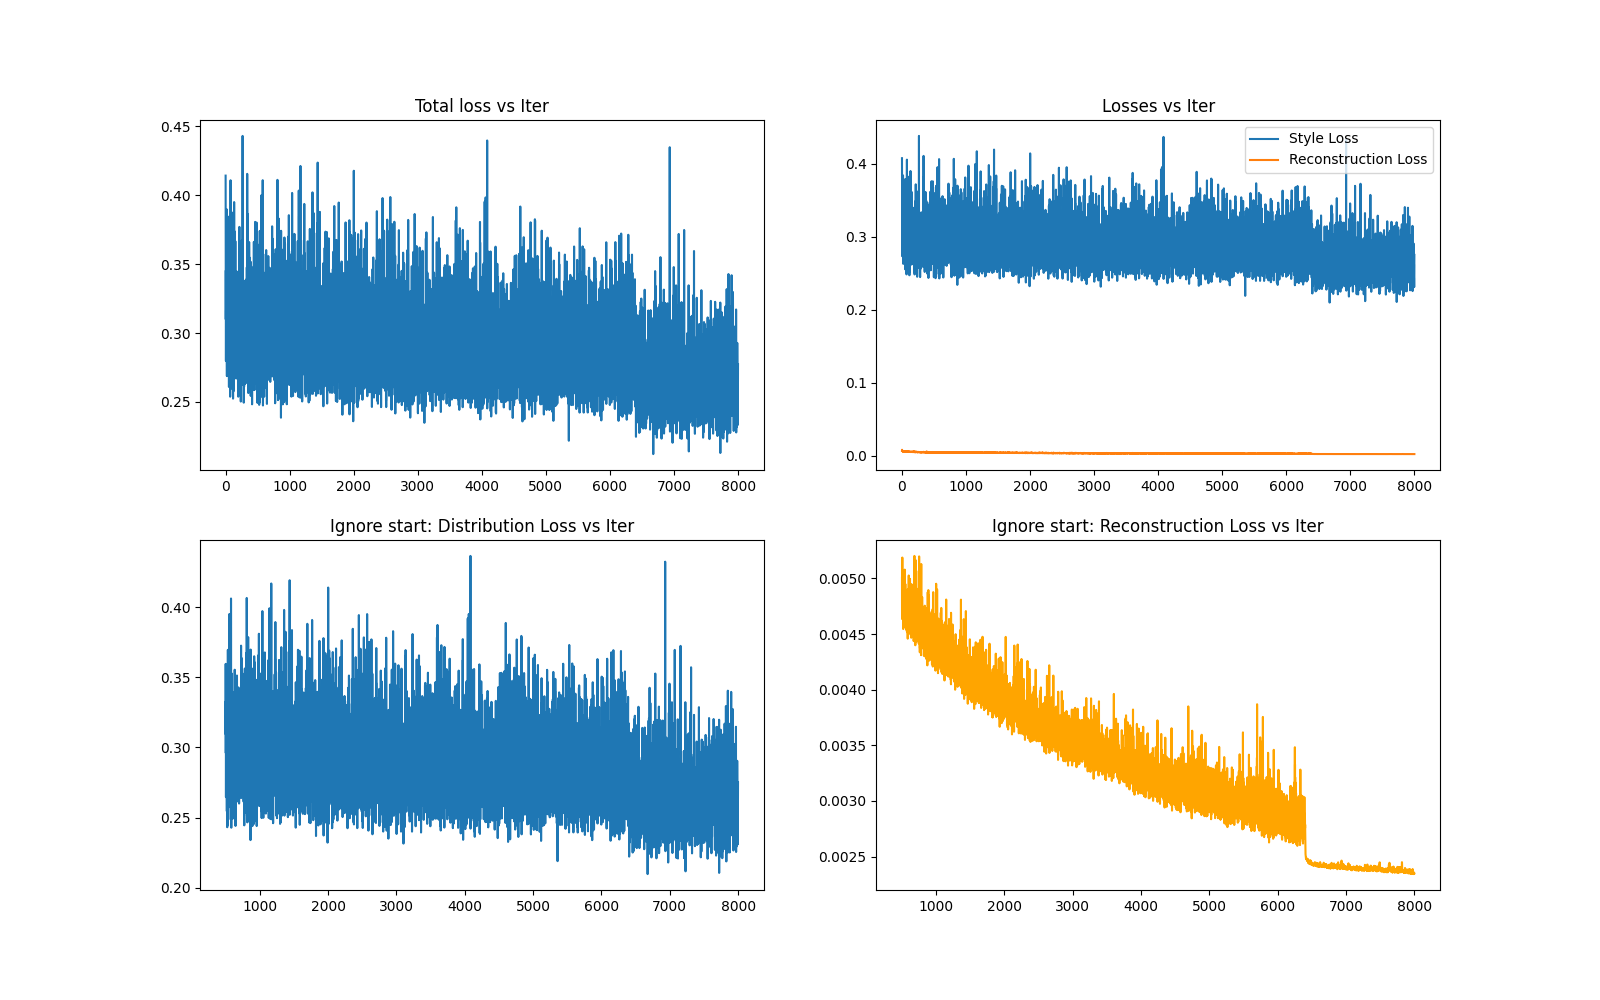 Total loss vs Iter
0.45
0.40
0.35
0.30
0.25
0 1000 2000 3000 4000 5000 6000 7000 8000
Losses vs Iter
Style Loss
Reconstruction Loss
0.4
0.3
0.2
0.1
0.0
0 1000 2000 3000 4000 5000 6000 7000 8000
Ignore start: Distribution Loss vs Iter
0.40
0.35
0.30
0.25
0.20
1000 2000 3000 4000 5000 6000 7000 8000
Ignore start: Reconstruction Loss vs Iter
0.0050
0.0045
0.0040
0.0035
0.0030
0.0025
1000 2000 3000 4000 5000 6000 7000 8000